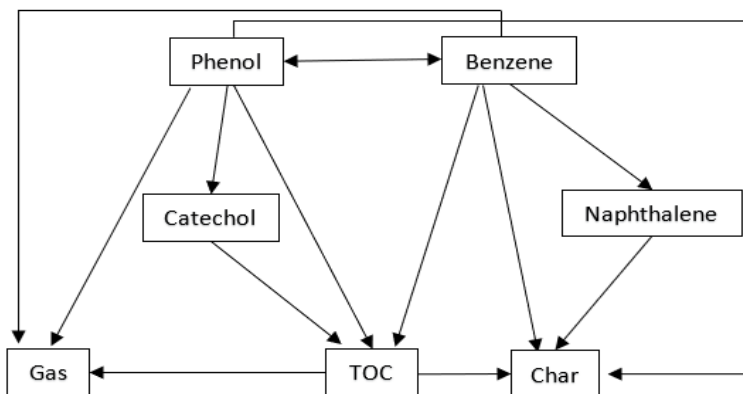 Phenol
Benzene
Catechol
Naphthalene
Gas
TOC
Char